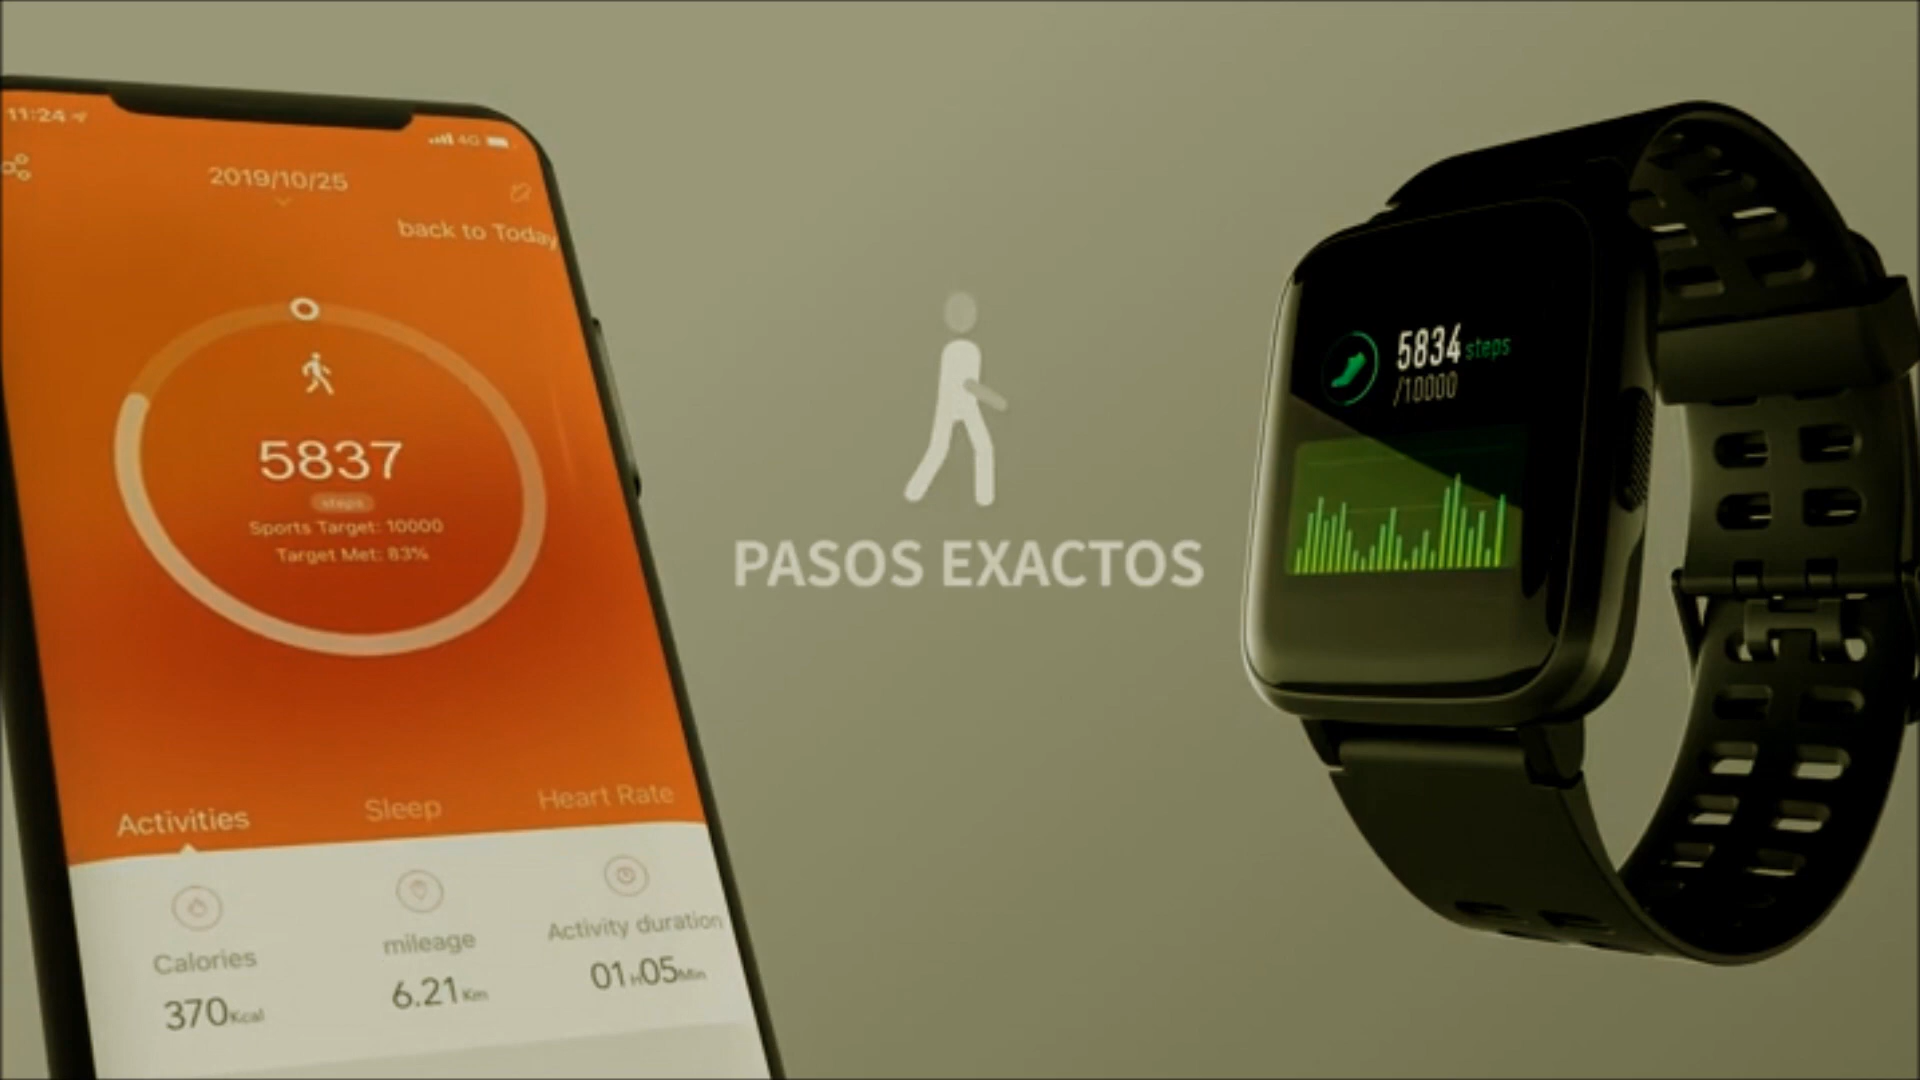 11:24
4G
2019/10/25
back to Today
5837
steps
Sports Target: 10000
Target Met: 83%
Activities Sleep Heart Rate
Calories mileage Activity duration
370Kcal 6.21Km 01H05Min
PASOS EXACTOS
5834 steps
/10000